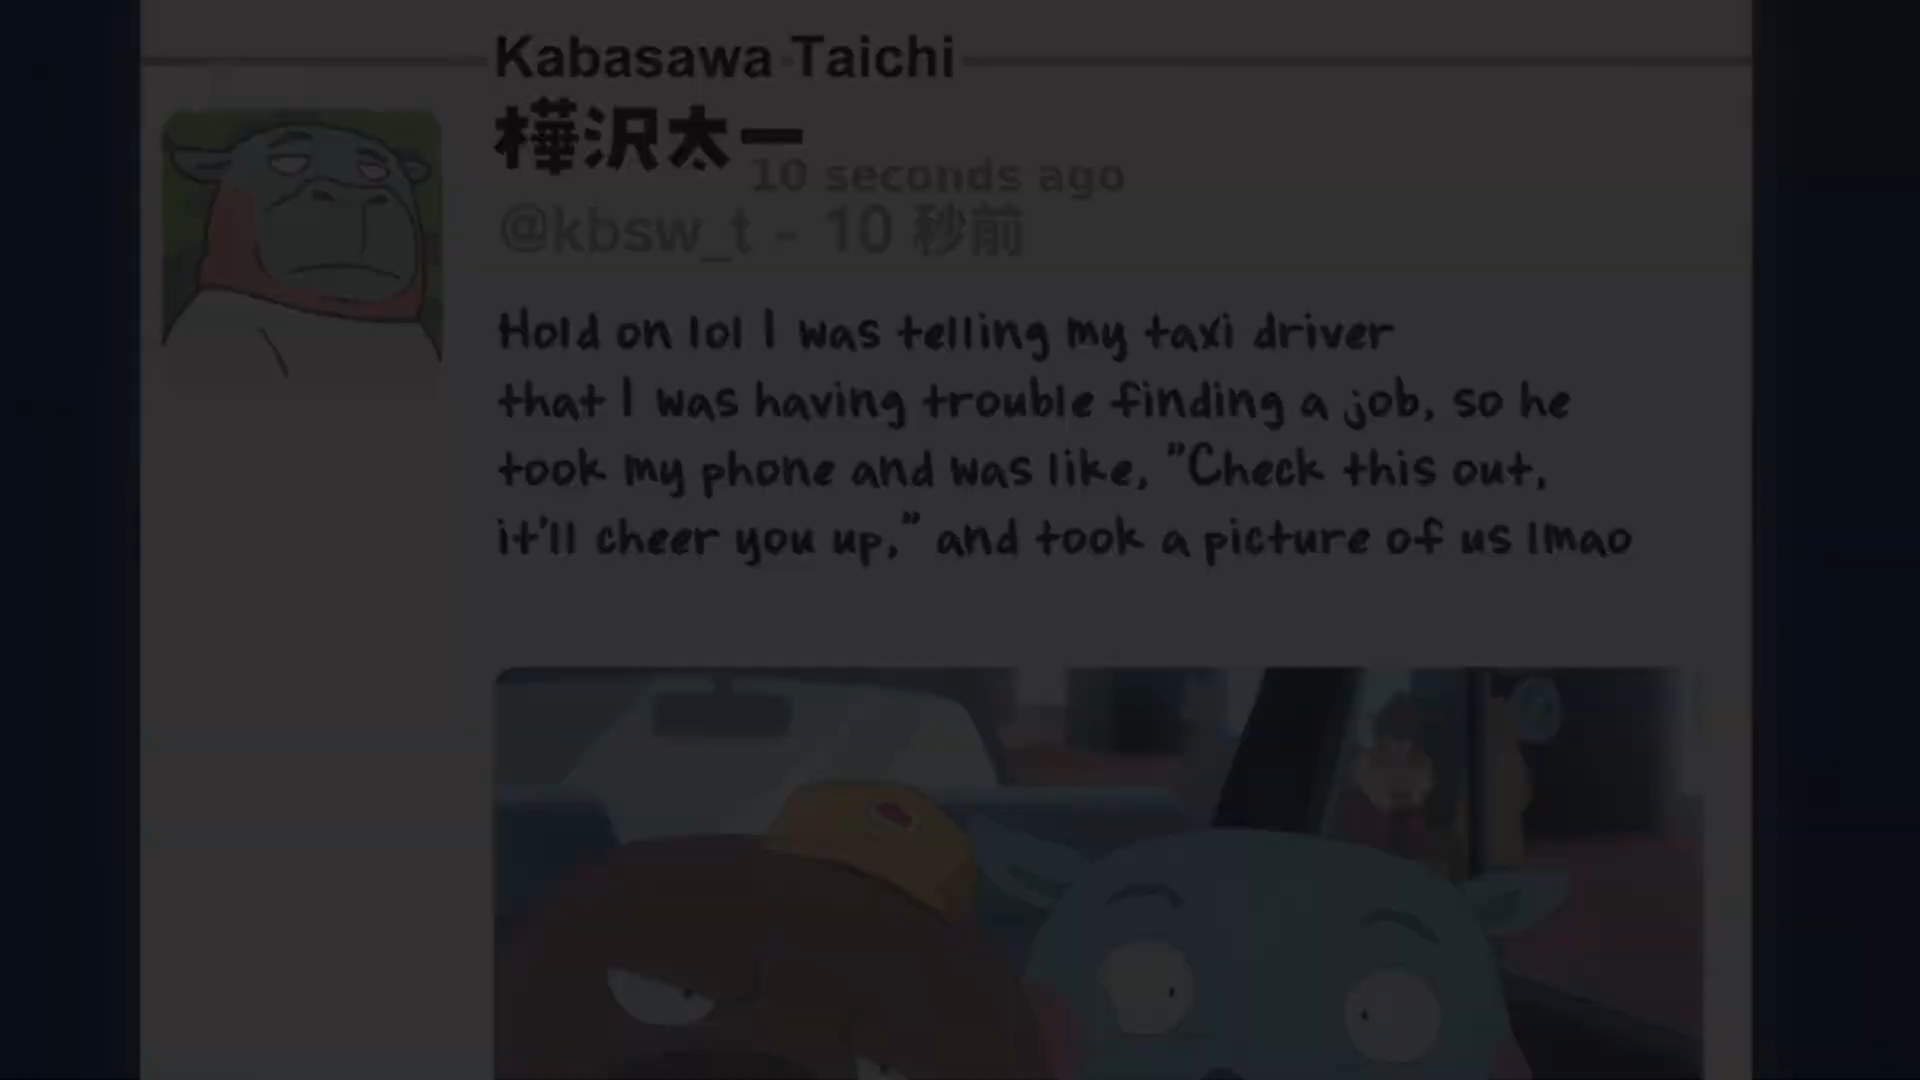 Kabasawa Taichi
樺沢太一
10 seconds ago
@kbsw_t - 10 秒前
Hold on lol I was telling my taxi driver
that I was having trouble finding a job, so he
took my phone and was like, "Check this out,
it'll cheer you up," and took a picture of us lmao